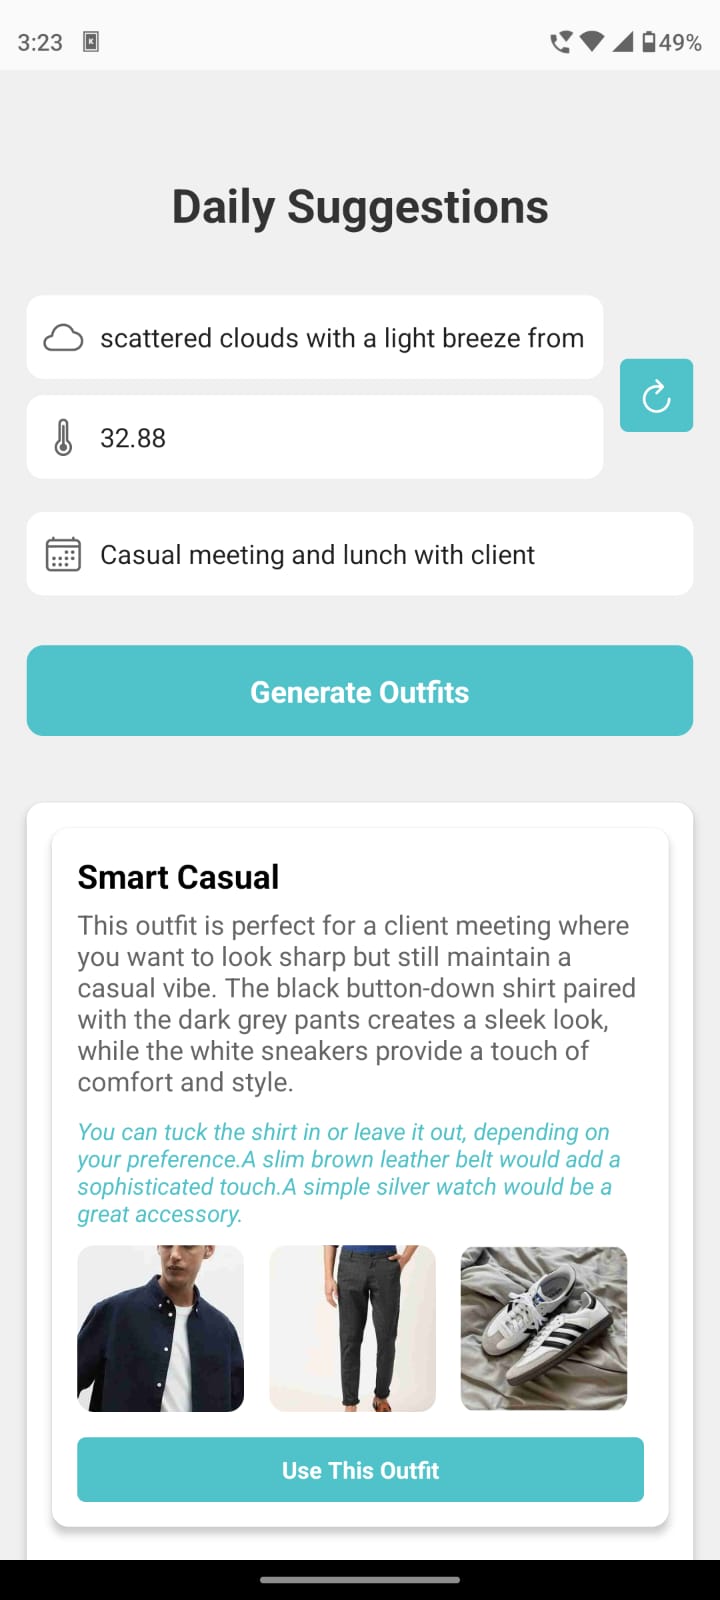 3:23
49%
Daily Suggestions
scattered clouds with a light breeze from
32.88
Casual meeting and lunch with client
Generate Outfits
Smart Casual
This outfit is perfect for a client meeting where
you want to look sharp but still maintain a
casual vibe. The black button-down shirt paired
with the dark grey pants creates a sleek look,
while the white sneakers provide a touch of
comfort and style.
You can tuck the shirt in or leave it out, depending on
your preference.A slim brown leather belt would add a
sophisticated touch.A simple silver watch would be a
great accessory.
Use This Outfit